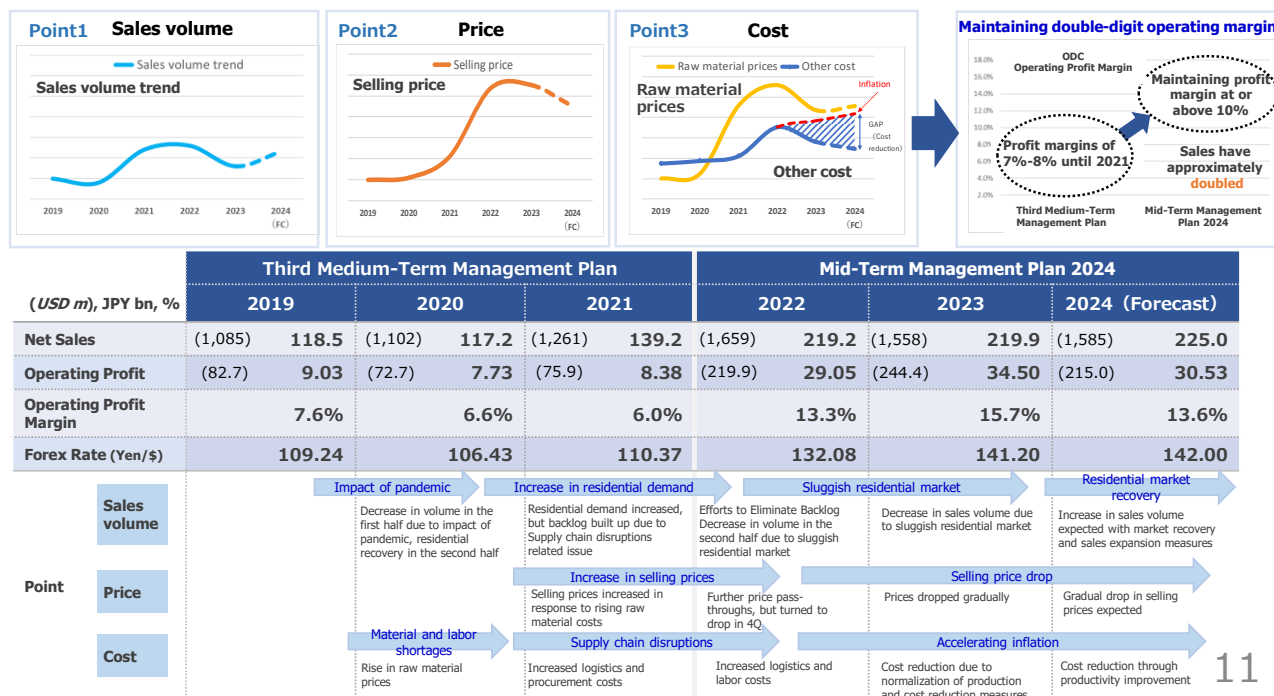 Point1 Sales volume
Sales volume trend
Sales volume trend
2019 2020 2021 2022 2023 2024
(FC)
Point2 Price
Selling price
Selling price
2019 2020 2021 2022 2023 2024
(FC)
Point3 Cost
Raw material prices Other cost
Raw material
prices
Inflation
GAP
(Cost
reduction)
Other cost
2019 2020 2021 2022 2023 2024
(FC)
Maintaining double-digit operating margin
ODC
Operating Profit Margin
18.0%
16.0%
14.0%
12.0%
10.0%
8.0%
6.0%
4.0%
2.0%
Maintaining profit
margin at or
above 10%
Profit margins of
7%-8% until 2021
Sales have
approximately
doubled
Third Medium-Term
Management Plan
Mid-Term Management
Plan 2024
Third Medium-Term Management Plan Mid-Term Management Plan 2024
(USD m), JPY bn, % 2019 2020 2021 2022 2023 2024 (Forecast)
Net Sales (1,085) 118.5 (1,102) 117.2 (1,261) 139.2 (1,659) 219.2 (1,558) 219.9 (1,585) 225.0
Operating Profit (82.7) 9.03 (72.7) 7.73 (75.9) 8.38 (219.9) 29.05 (244.4) 34.50 (215.0) 30.53
Operating Profit
Margin 7.6% 6.6% 6.0% 13.3% 15.7% 13.6%
Forex Rate (Yen/$) 109.24 106.43 110.37 132.08 141.20 142.00
Point
Sales
volume
Impact of pandemic
Decrease in volume in the
first half due to impact of
pandemic, residential
recovery in the second half
Increase in residential demand
Residential demand increased,
but backlog built up due to
Supply chain disruptions
related issue
Sluggish residential market
Efforts to Eliminate Backlog
Decrease in volume in the
second half due to sluggish
residential market
Decrease in sales volume due
to sluggish residential market
Residential market
recovery
Increase in sales volume
expected with market recovery
and sales expansion measures
Price
Increase in selling prices
Selling prices increased in
response to rising raw
material costs
Further price pass-
throughs, but turned to
drop in 4Q
Selling price drop
Prices dropped gradually
Gradual drop in selling
prices expected
Cost
Material and labor
shortages
Rise in raw material
prices
Supply chain disruptions
Increased logistics and
procurement costs
Increased logistics and
labor costs
Accelerating inflation
Cost reduction due to
normalization of production
and cost reduction measures
Cost reduction through
productivity improvement
11